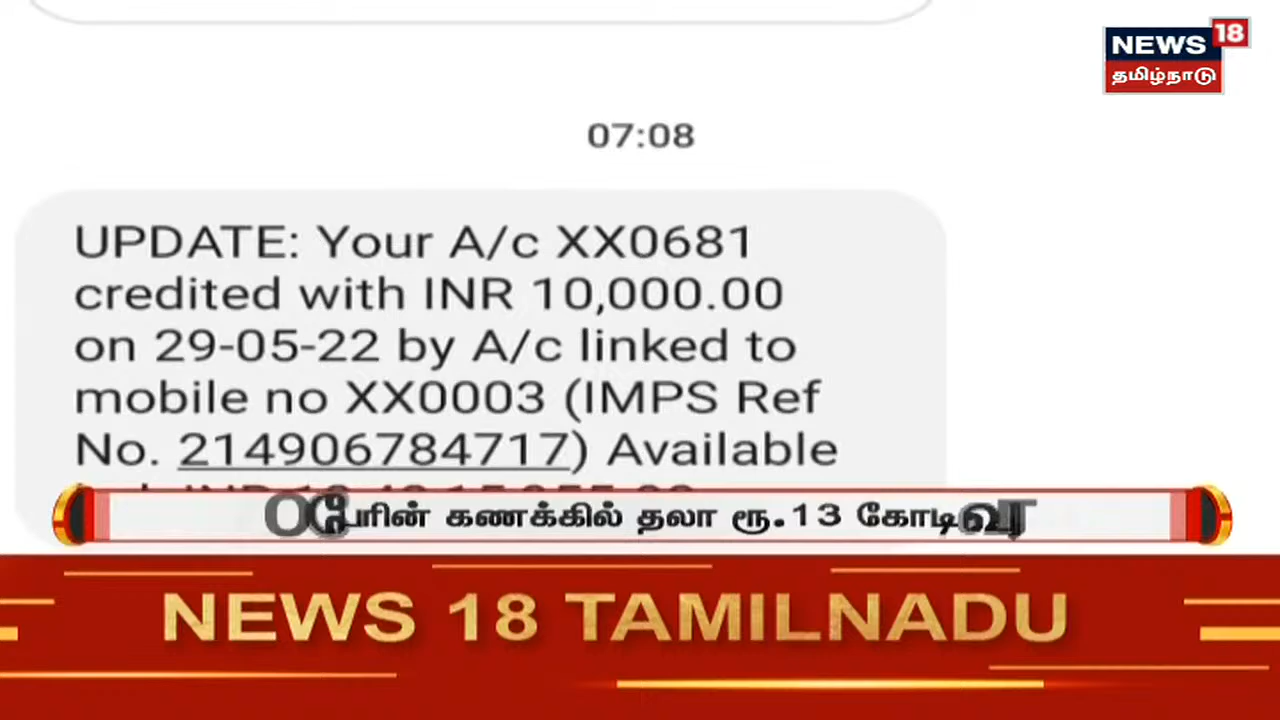 NEWS 18
தமிழ்நாடு
07:08
UPDATE: Your A/c XX0681
credited with INR 10,000.00
on 29-05-22 by A/c linked to
mobile no XX0003 (IMPS Ref
No. 214906784717) Available
பேரின் கணக்கில் தலா ரூ.13 கோடி
NEWS 18 TAMILNADU